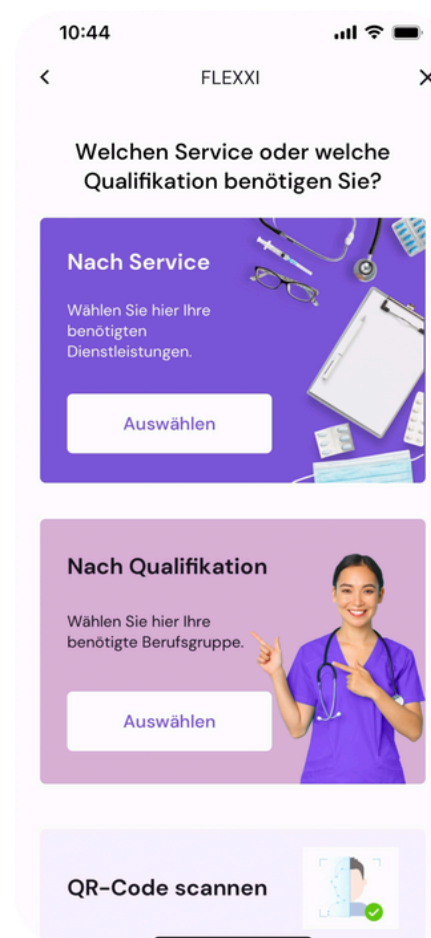 10:44
FLEXXI
Welchen Service oder welche
Qualifikation benötigen Sie?
Nach Service
Wählen Sie hier Ihre
benötigten
Dienstleistungen.
Auswählen
Nach Qualifikation
Wählen Sie hier Ihre
benötigte Berufsgruppe.
Auswählen
QR-Code scannen